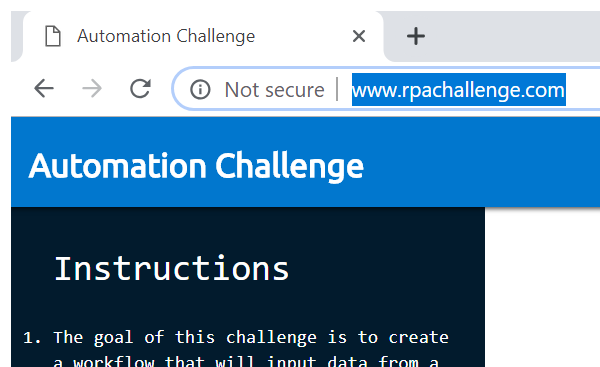 Automation Challenge
Not secure | www.rpachallenge.com
Automation Challenge
Instructions
1. The goal of this challenge is to create
a workflow that will input data from a